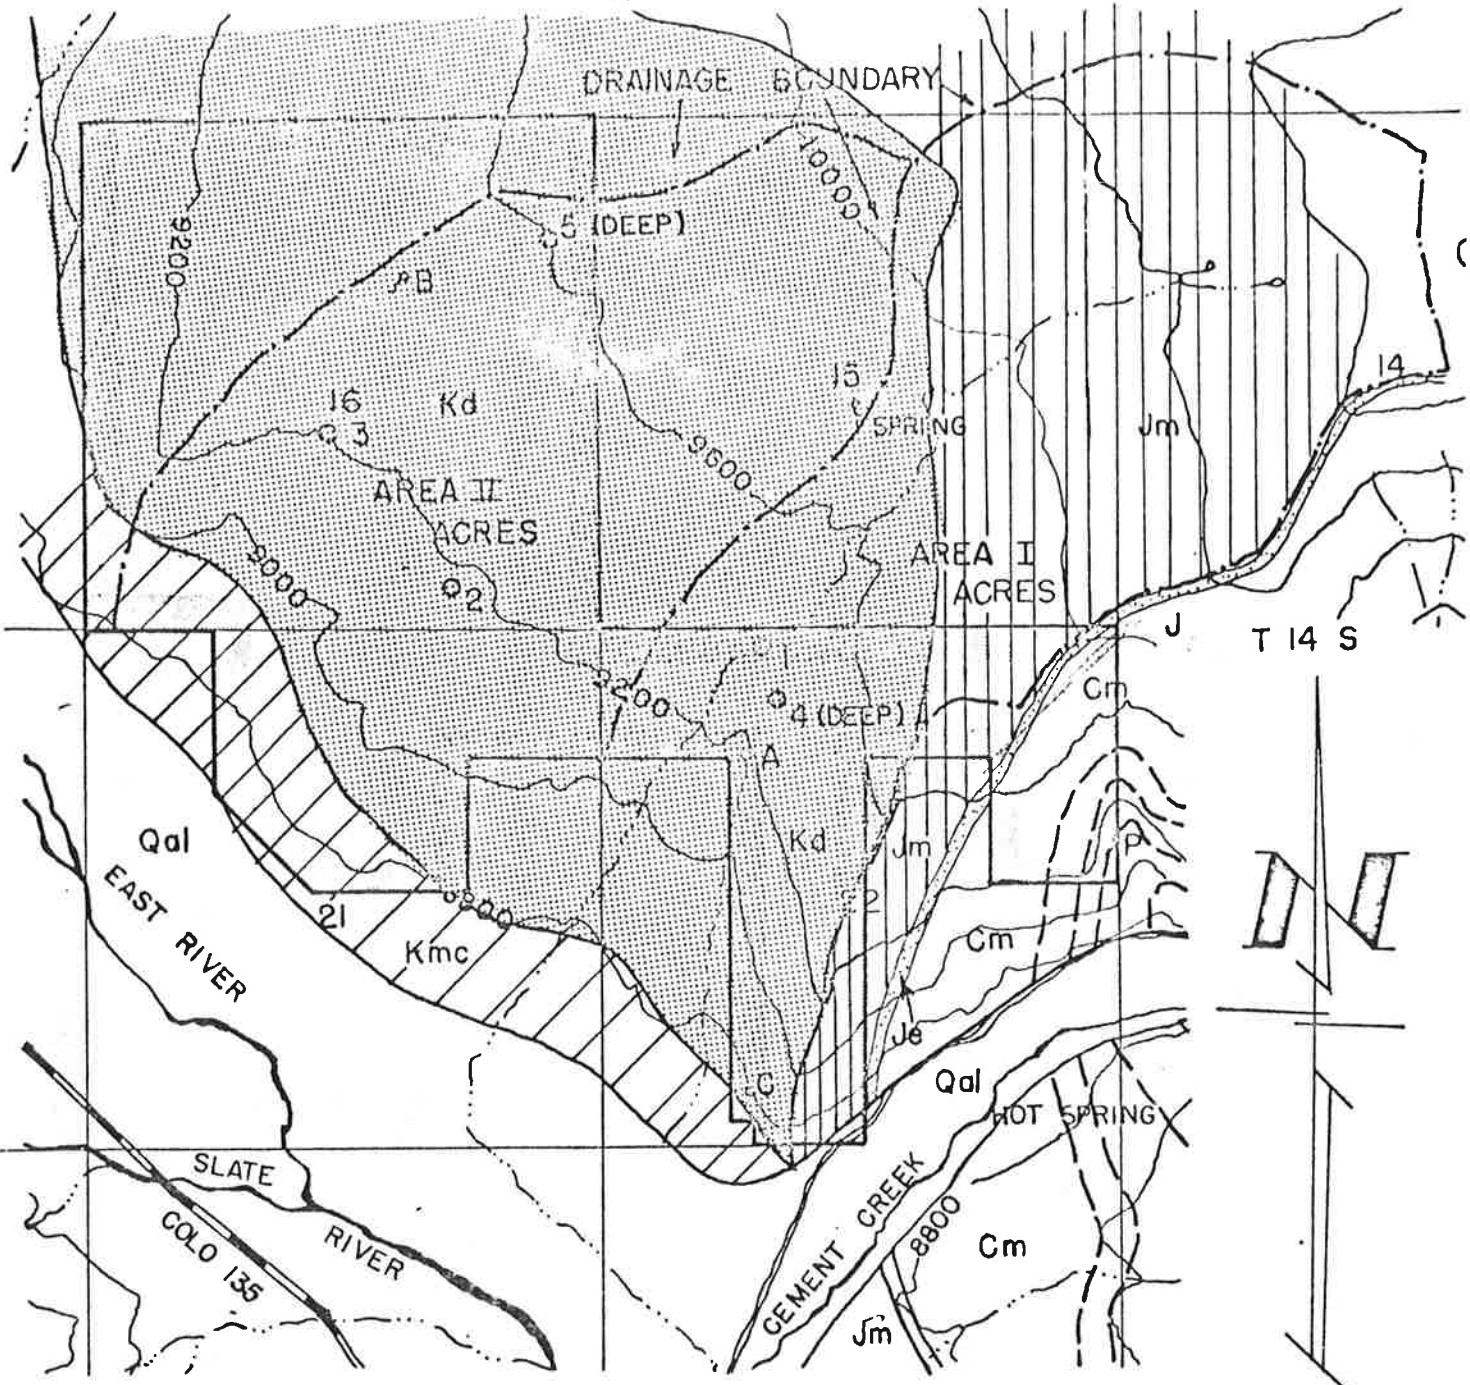 DRAINAGE BOUNDARY
10000
9200
5 (DEEP)
B
15
16
Kd
3
SPRING
Jm
14
9600
AREA II
ACRES
AREA I
ACRES
9000
2
J
T 14 S
1
9200
4 (DEEP)
Cm
A
Qal
Kd
Jm
P
EAST RIVER
21
8800
22
Kmc
Cm
Je
N
C
Qal
HOT SPRING
SLATE
RIVER
COLO 135
CEMENT CREEK
8800
Cm
Jm